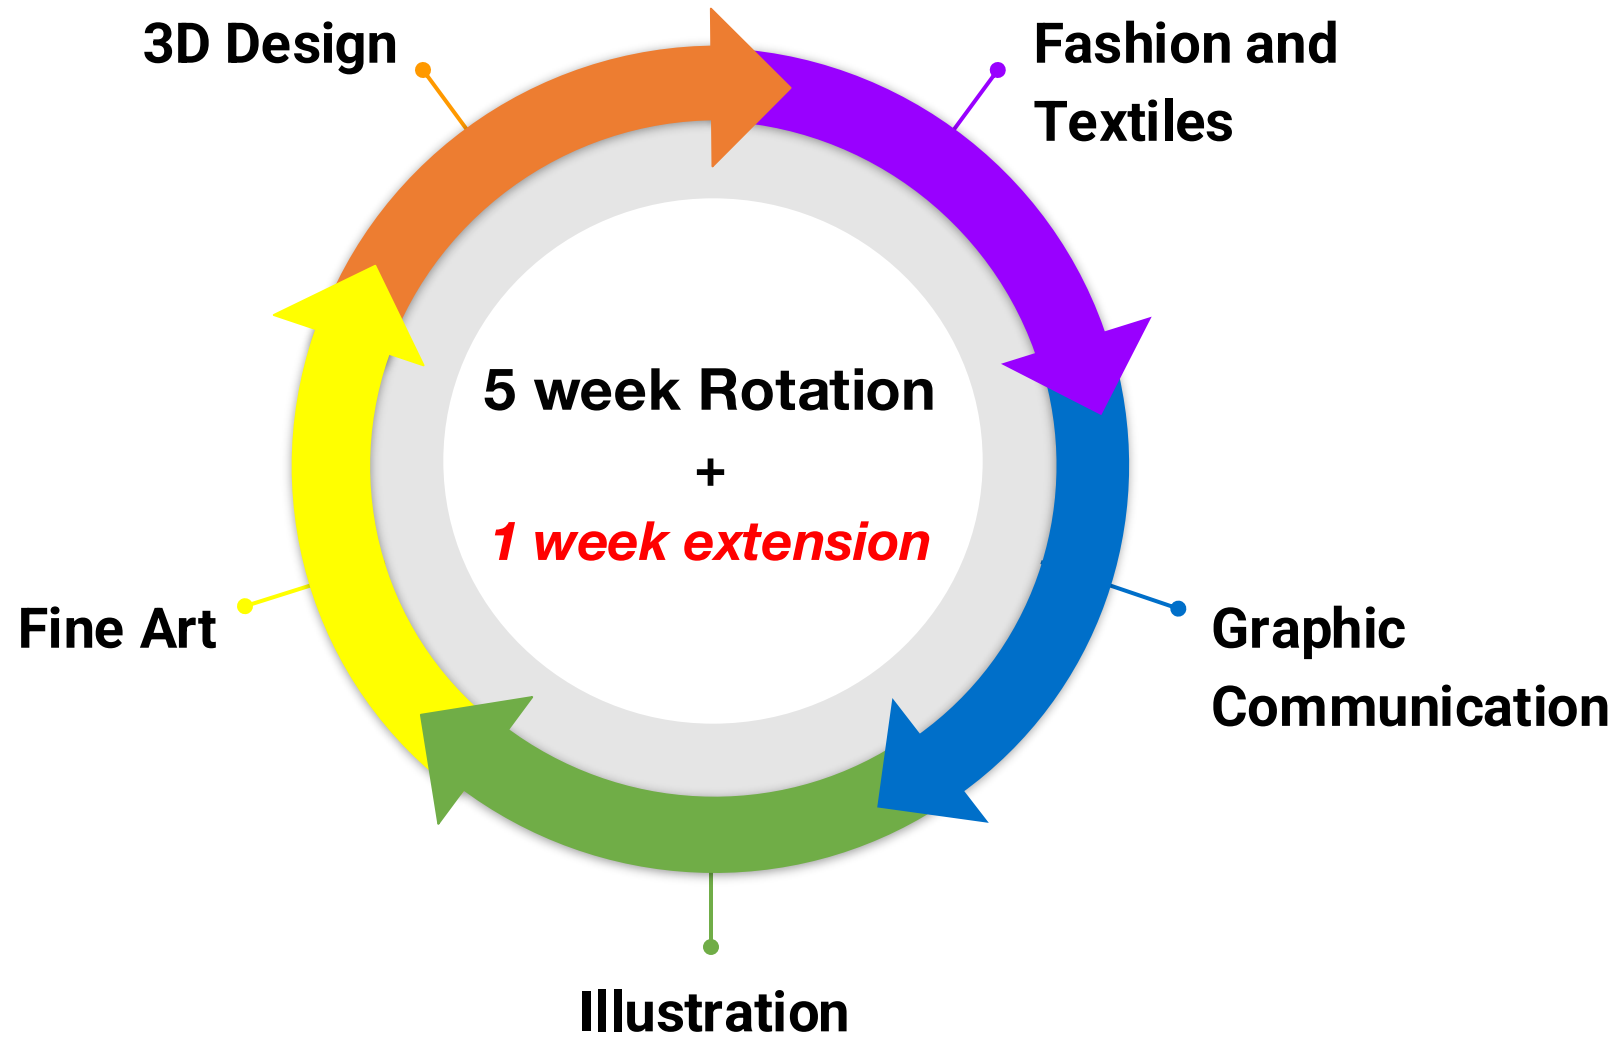 3D Design
Fashion and
Textiles
5 week Rotation
+
1 week extension
Fine Art
Graphic
Communication
Illustration